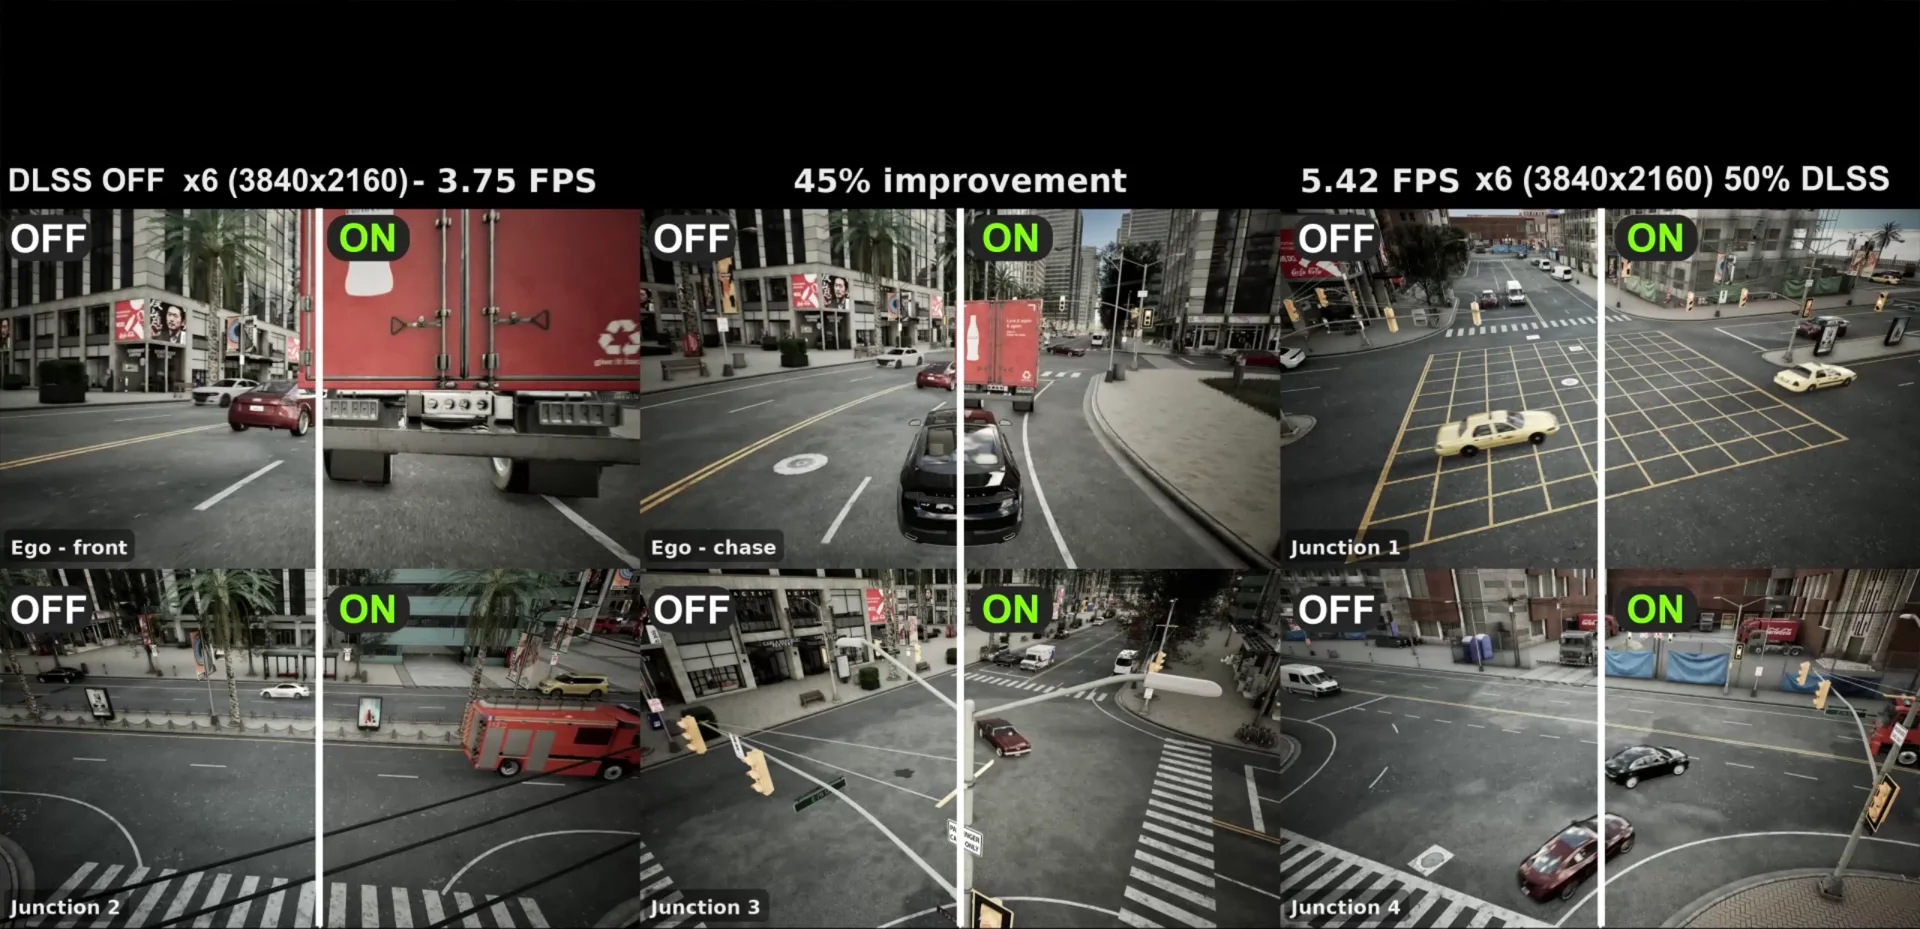 DLSS OFF x6 (3840x2160) - 3.75 FPS
45% improvement
5.42 FPS x6 (3840x2160) 50% DLSS
OFF
ON
OFF
ON
OFF
ON
Ego - front
Ego - chase
Junction 1
OFF
ON
OFF
ON
OFF
ON
Junction 2
Junction 3
Junction 4